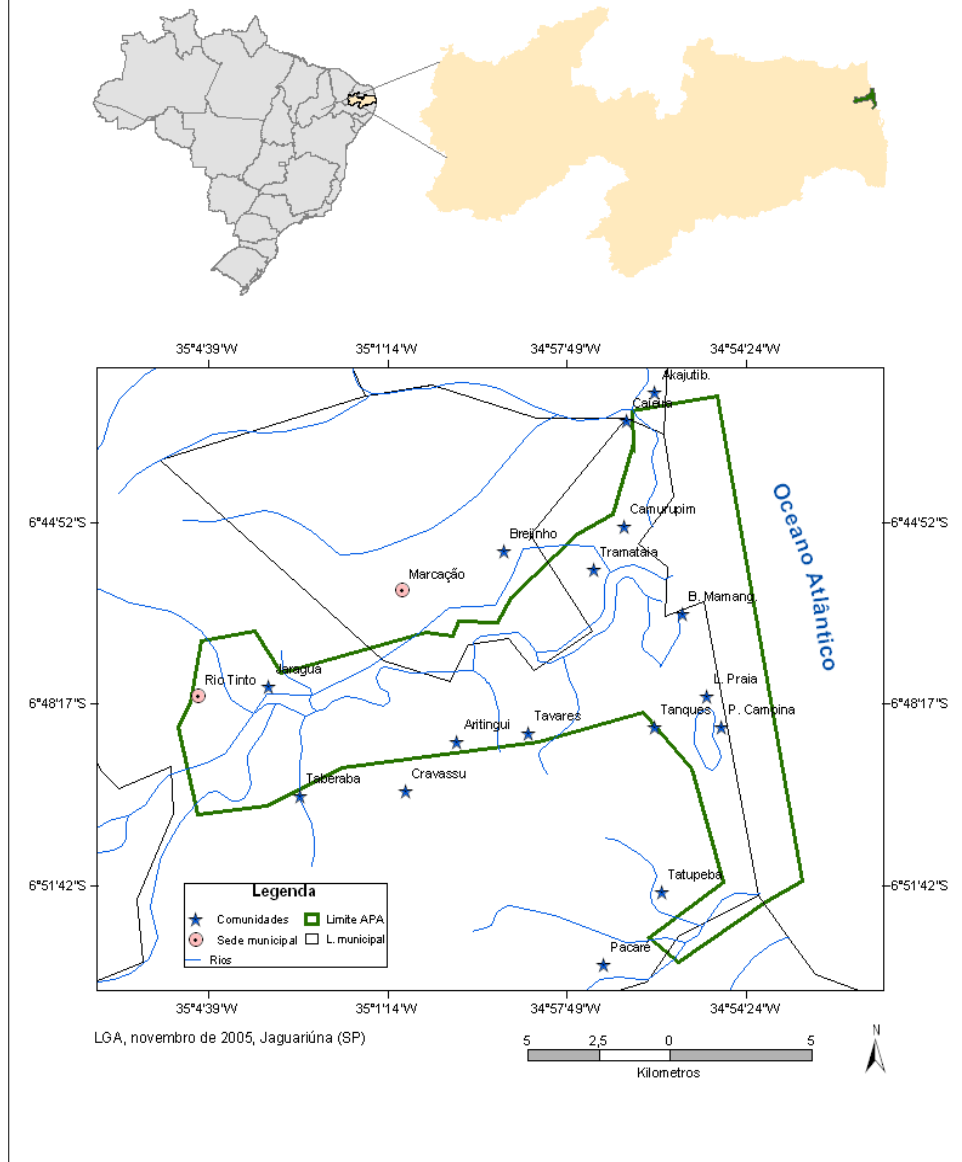 35°4'39"W 35°1'14"W 34°57'49"W 34°54'24"W
Akajutib.
Caieira
Oceano Atlântico
6°44'52"S 6°44'52"S
Camurupim
Brejinho
Tramataia
Marcação
B. Mamang.
Jaragua
Rio Tinto
L. Praia
6°48'17"S 6°48'17"S
Tanques
P. Campina
Tavares
Aritingui
Cravassu
Taberaba
Tatupeba
6°51'42"S 6°51'42"S
Legenda
Comunidades Limite APA
Sede municipal L. municipal
Rios
Pacaré
35°4'39"W 35°1'14"W 34°57'49"W 34°54'24"W
LGA, novembro de 2005, Jaguariúna (SP)
N
5 2,5 0 5
Kilometros